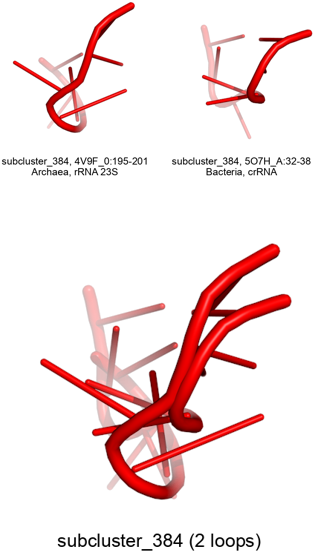 subcluster_384, 4V9F_0:195-201
Archaea, rRNA 23S
subcluster_384, 5O7H_A:32-38
Bacteria, crRNA
subcluster_384 (2 loops)